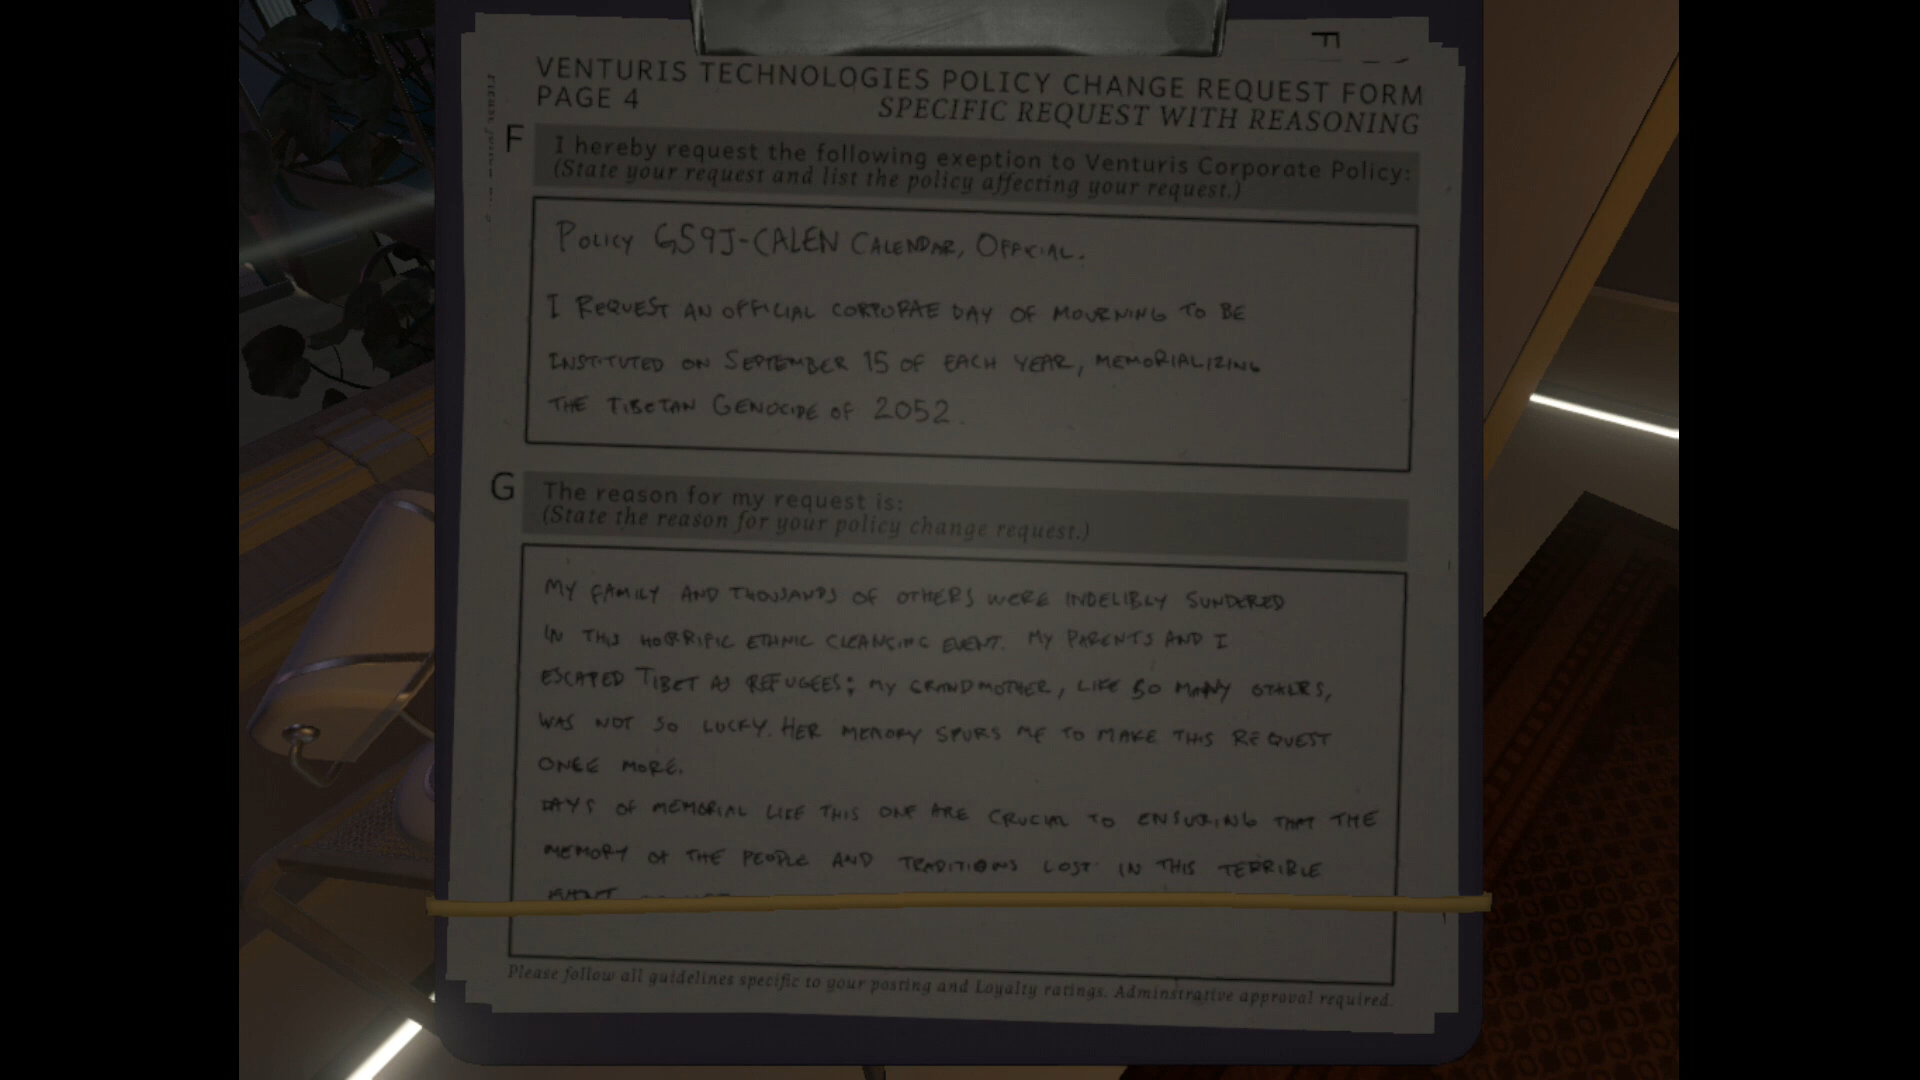 VENTURIS TECHNOLOGIES POLICY CHANGE REQUEST FORM
PAGE 4 SPECIFIC REQUEST WITH REASONING
F I hereby request the following exeption to Venturis Corporate Policy:
(State your request and list the policy affecting your request.)
POLICY GS9J-CALEN CALENDAR, OFFICIAL.
I REQUEST AN OFFICIAL CORPORATE DAY OF MOURNING TO BE
INSTITUTED ON SEPTEMBER 15 OF EACH YEAR, MEMORIALIZING
THE TIBETAN GENOCIDE OF 2052.
G The reason for my request is:
(State the reason for your policy change request.)
MY FAMILY AND THOUSANDS OF OTHERS WERE INDELIBLY SUNDERED
IN THIS HORRIFIC ETHNIC CLEANSING EVENT. MY PARENTS AND I
ESCAPED TIBET AS REFUGEES; MY GRANDMOTHER, LIKE SO MANY OTHERS,
WAS NOT SO LUCKY. HER MEMORY SPURS ME TO MAKE THIS REQUEST
ONCE MORE.
DAYS OF MEMORIAL LIKE THIS ONE ARE CRUCIAL TO ENSURING THAT THE
MEMORY OF THE PEOPLE AND TRADITIONS LOST IN THIS TERRIBLE
Please follow all guidelines specific to your posting and Loyalty ratings. Adminstrative approval required.